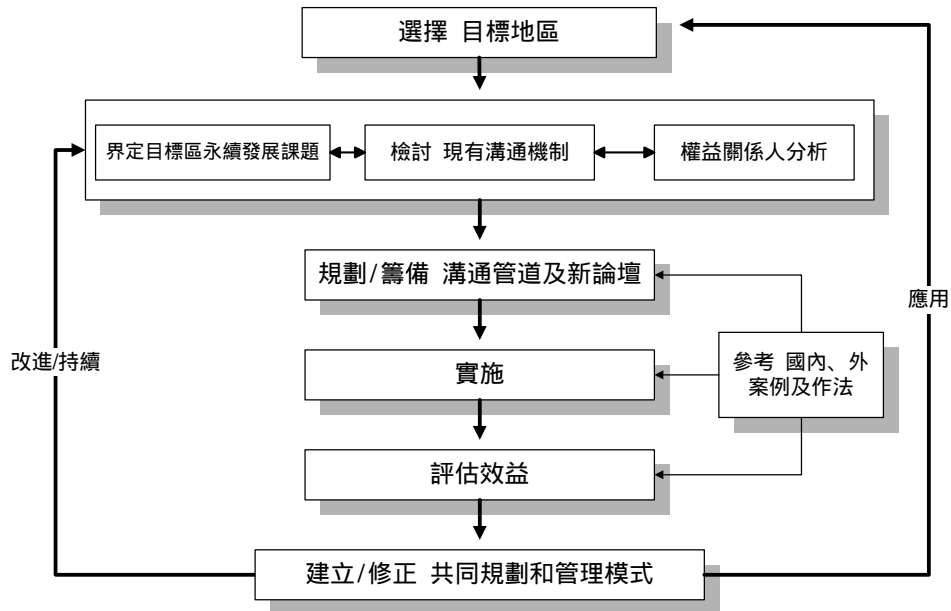 選擇 目標地區
界定目標區永續發展課題
檢討 現有溝通機制
權益關係人分析
規劃/籌備 溝通管道及新論壇
應用
參考 國內、外
案例及作法
改進/持續
實施
評估效益
建立/修正 共同規劃和管理模式